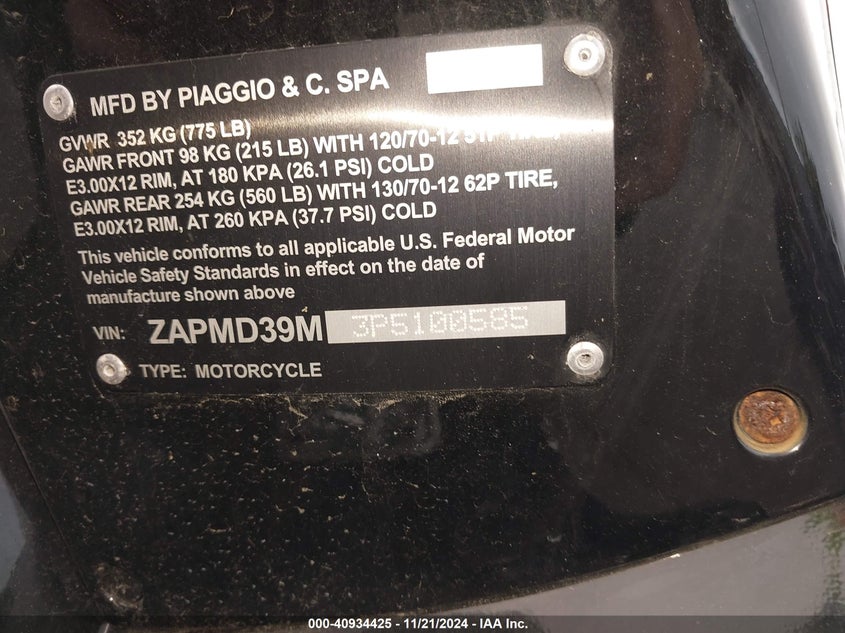 MFD BY PIAGGIO & C. SPA
GVWR 352 KG (775 LB)
GAWR FRONT 98 KG (215 LB) WITH 120/70-12 51P
E3.00X12 RIM, AT 180 KPA (26.1 PSI) COLD
GAWR REAR 254 KG (560 LB) WITH 130/70-12 62P TIRE,
E3.00X12 RIM, AT 260 KPA (37.7 PSI) COLD
This vehicle conforms to all applicable U.S. Federal Motor
Vehicle Safety Standards in effect on the date of
manufacture shown above
VIN: ZAPMD39M 3P5100585
TYPE: MOTORCYCLE
000-40934425 - 11/21/2024 - IAA Inc.